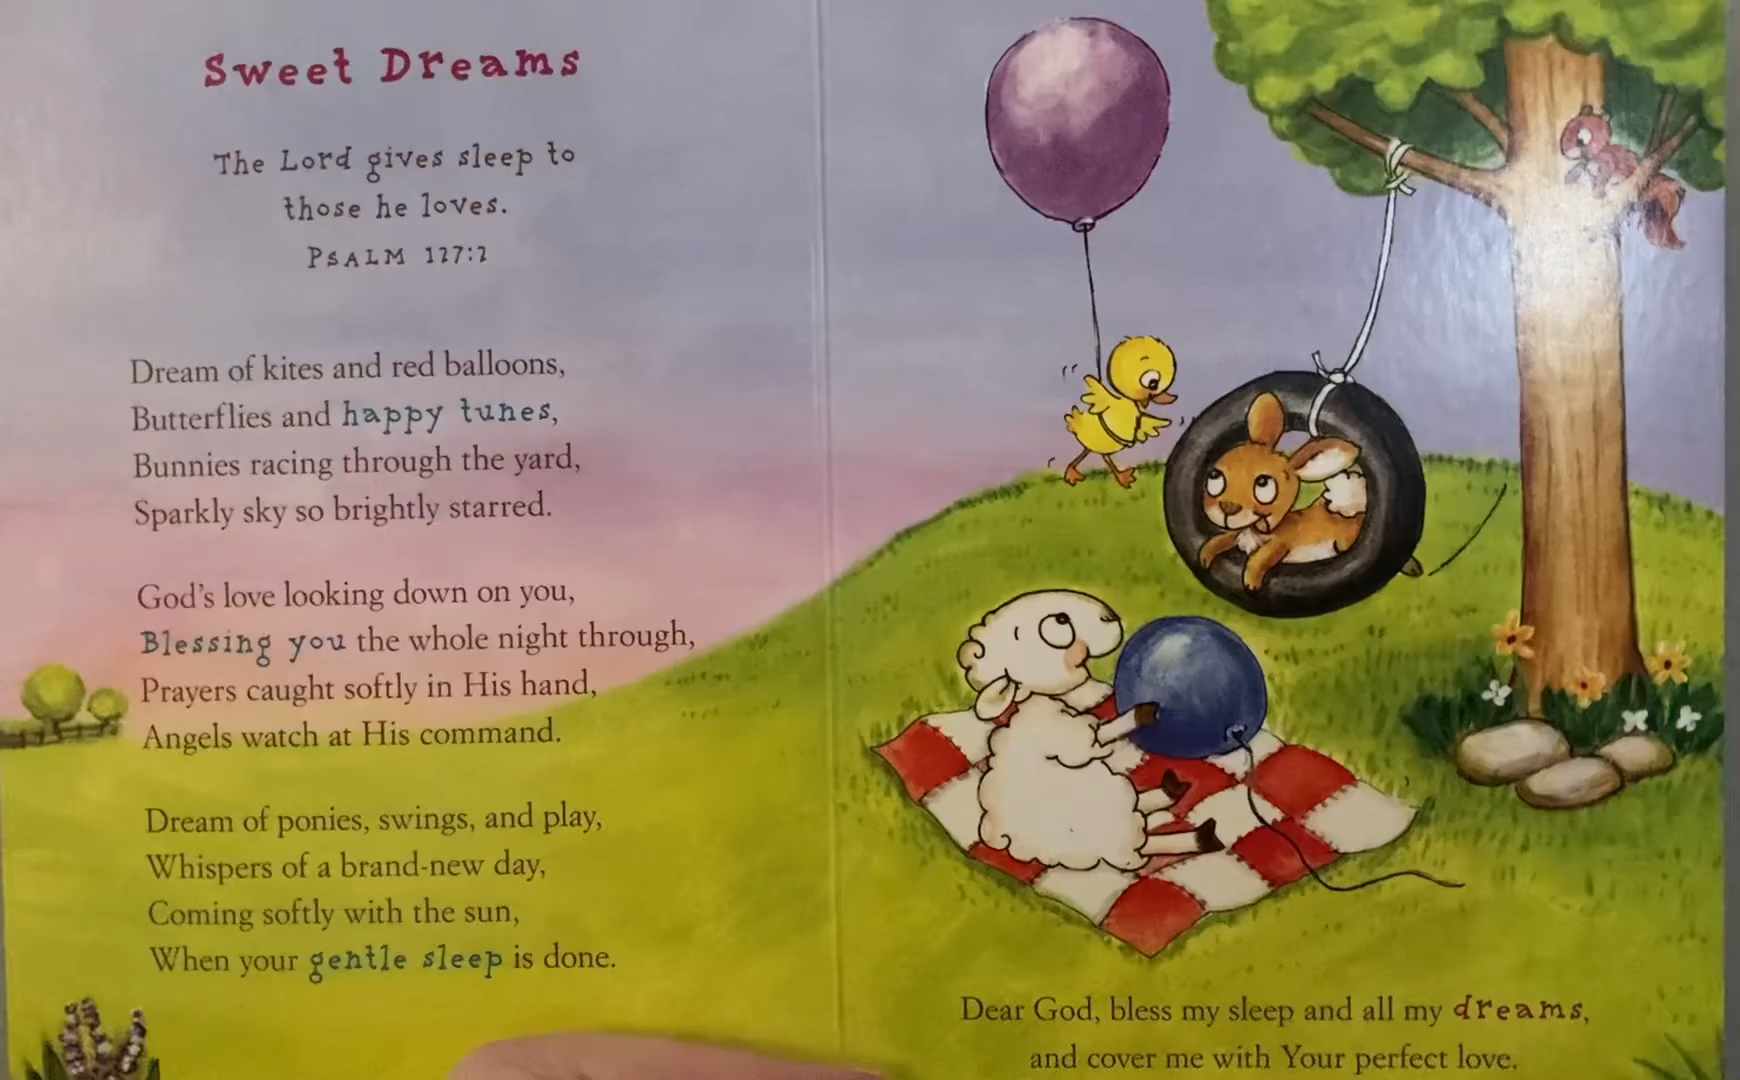 Sweet Dreams
The Lord gives sleep to
those he loves.
PSALM 127:2
Dream of kites and red balloons,
Butterflies and happy tunes,
Bunnies racing through the yard,
Sparkly sky so brightly starred.
God's love looking down on you,
Blessing you the whole night through,
Prayers caught softly in His hand,
Angels watch at His command.
Dream of ponies, swings, and play,
Whispers of a brand-new day,
Coming softly with the sun,
When your gentle sleep is done.
Dear God, bless my sleep and all my dreams,
and cover me with Your perfect love.